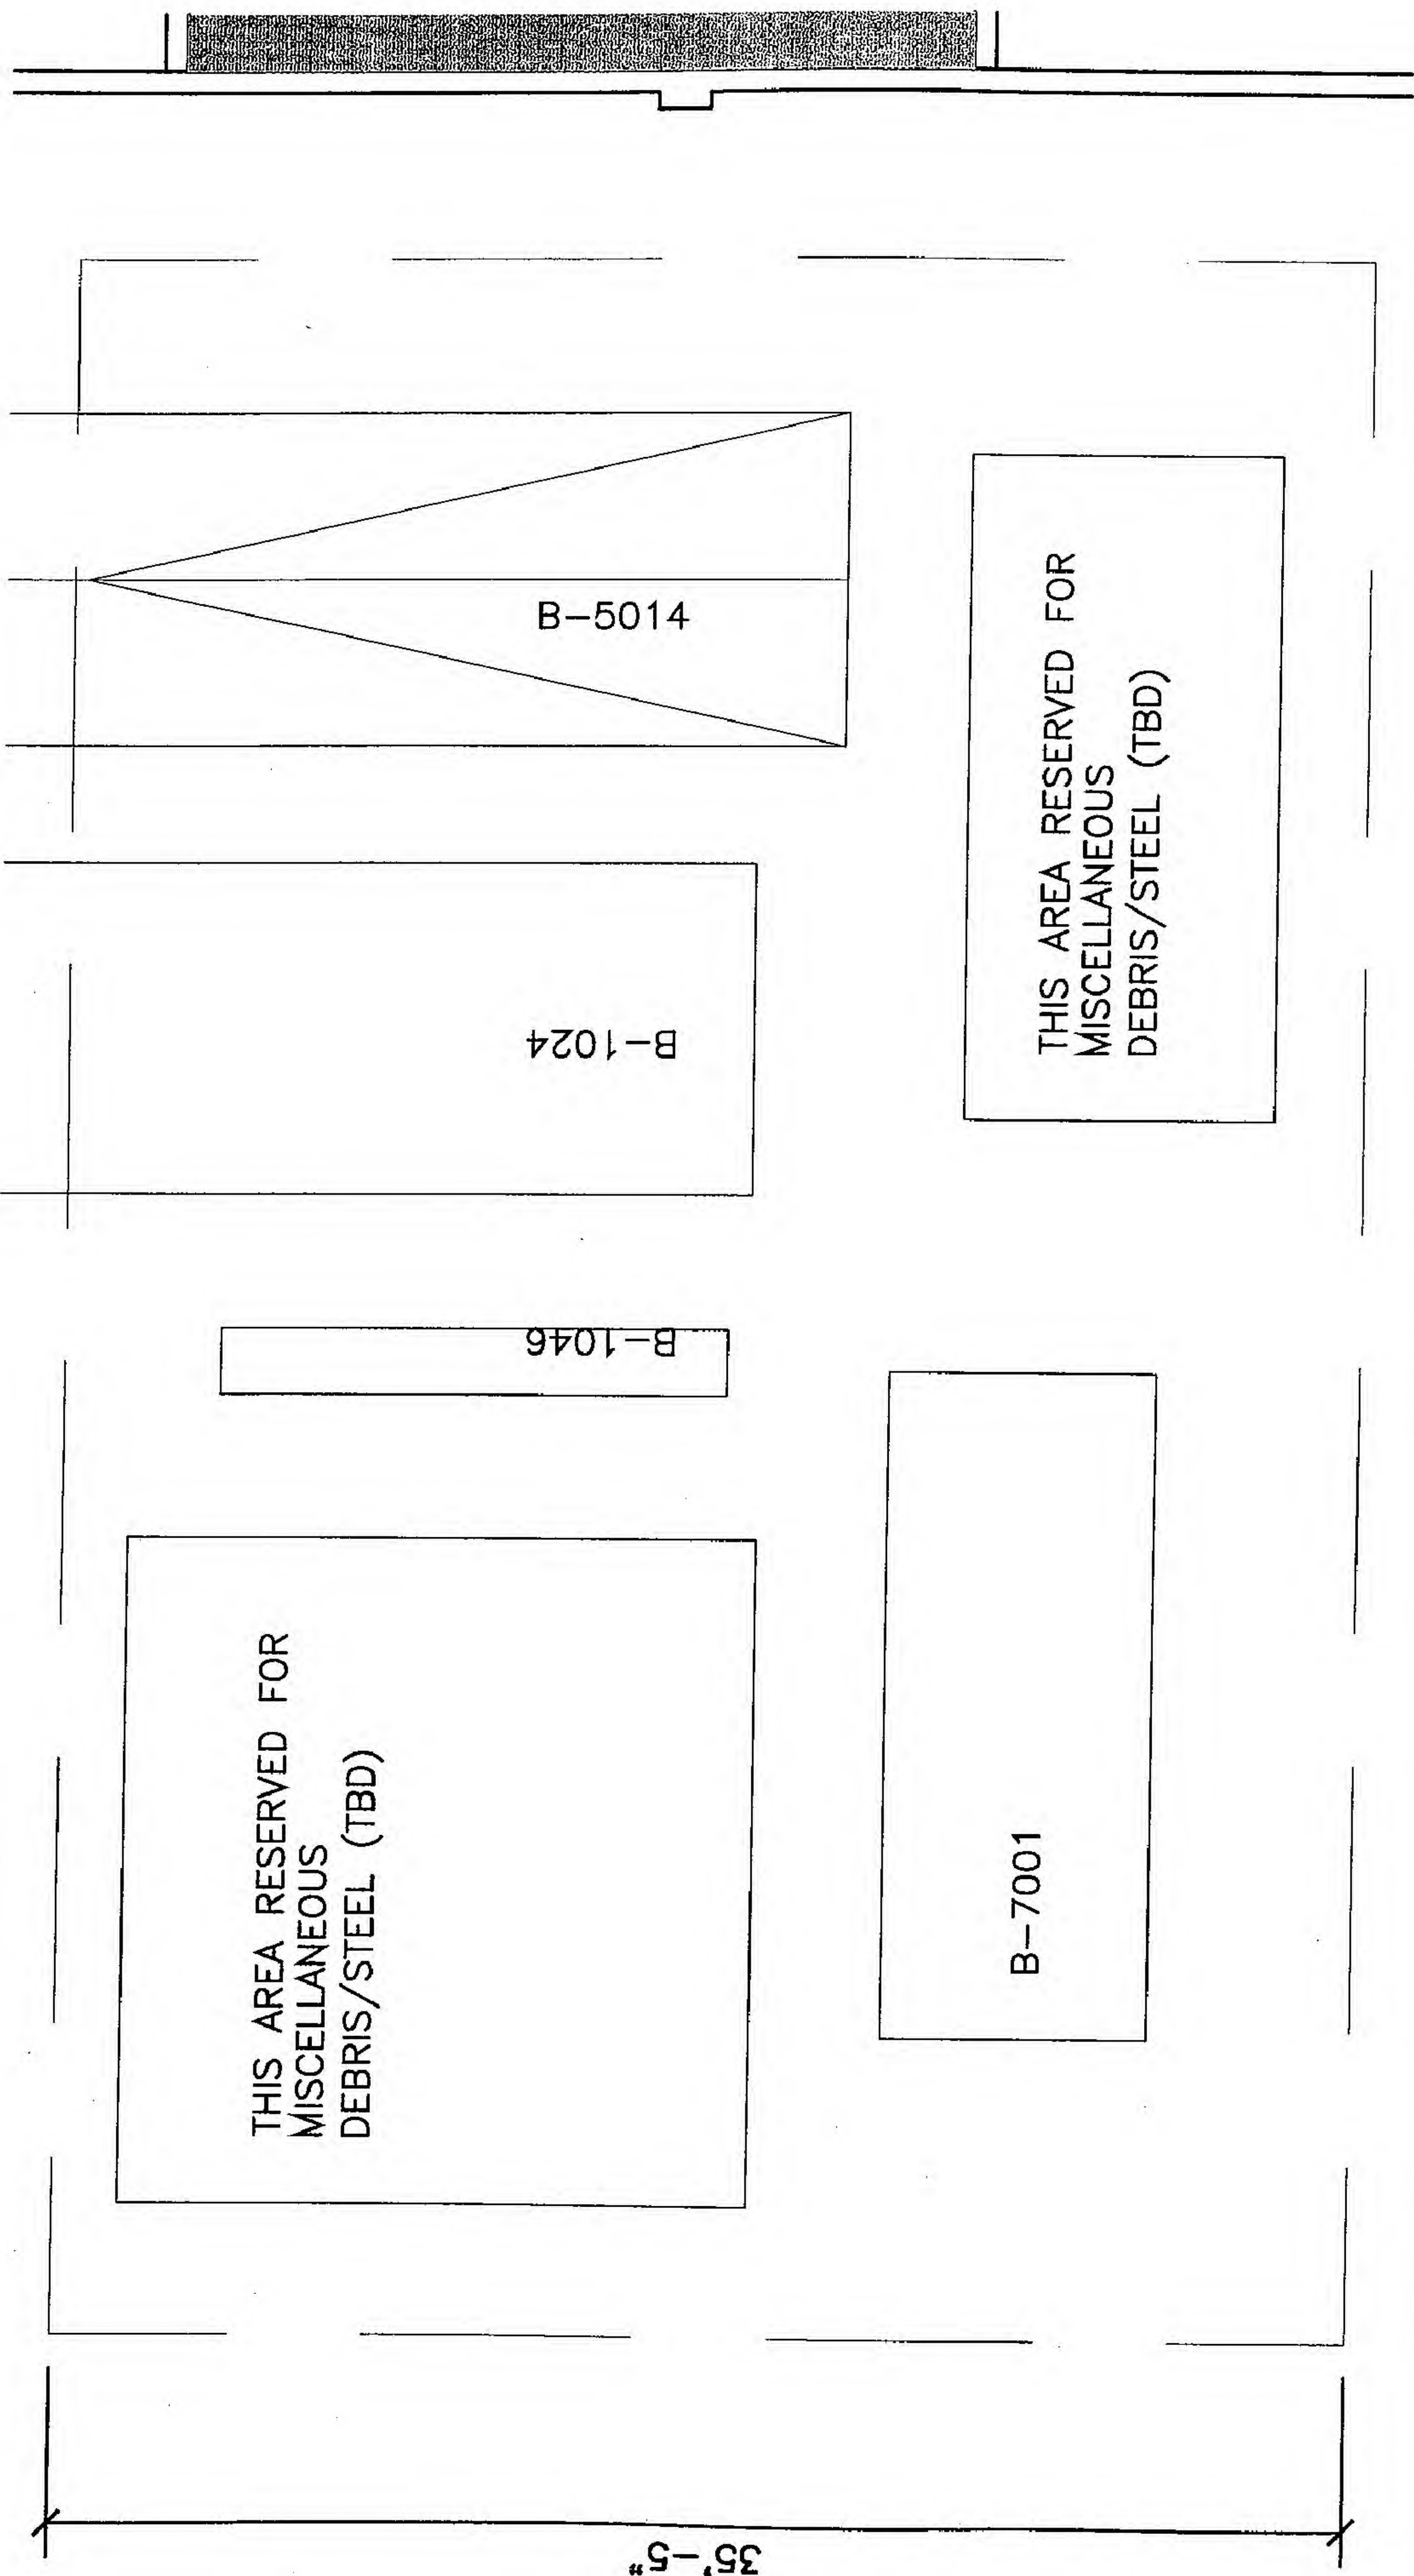 B-5014
THIS AREA RESERVED FOR
MISCELLANEOUS
DEBRIS/STEEL (TBD)
B-1024
B-1046
THIS AREA RESERVED FOR
MISCELLANEOUS
DEBRIS/STEEL (TBD)
B-7001
35'-5"